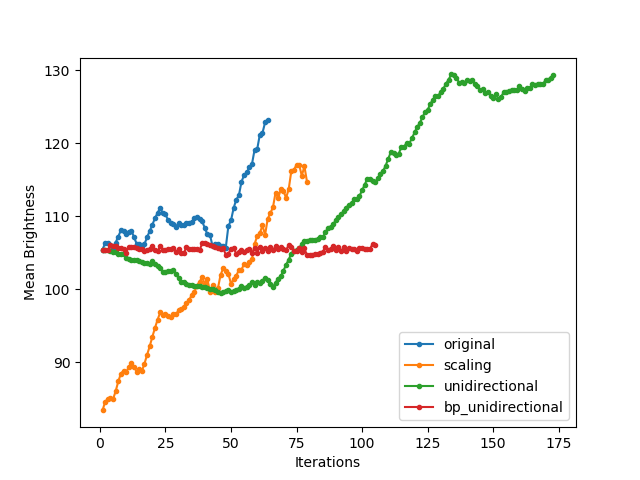 130
120
110
100
90
Mean Brightness
0 25 50 75 100 125 150 175
Iterations
original
scaling
unidirectional
bp_unidirectional